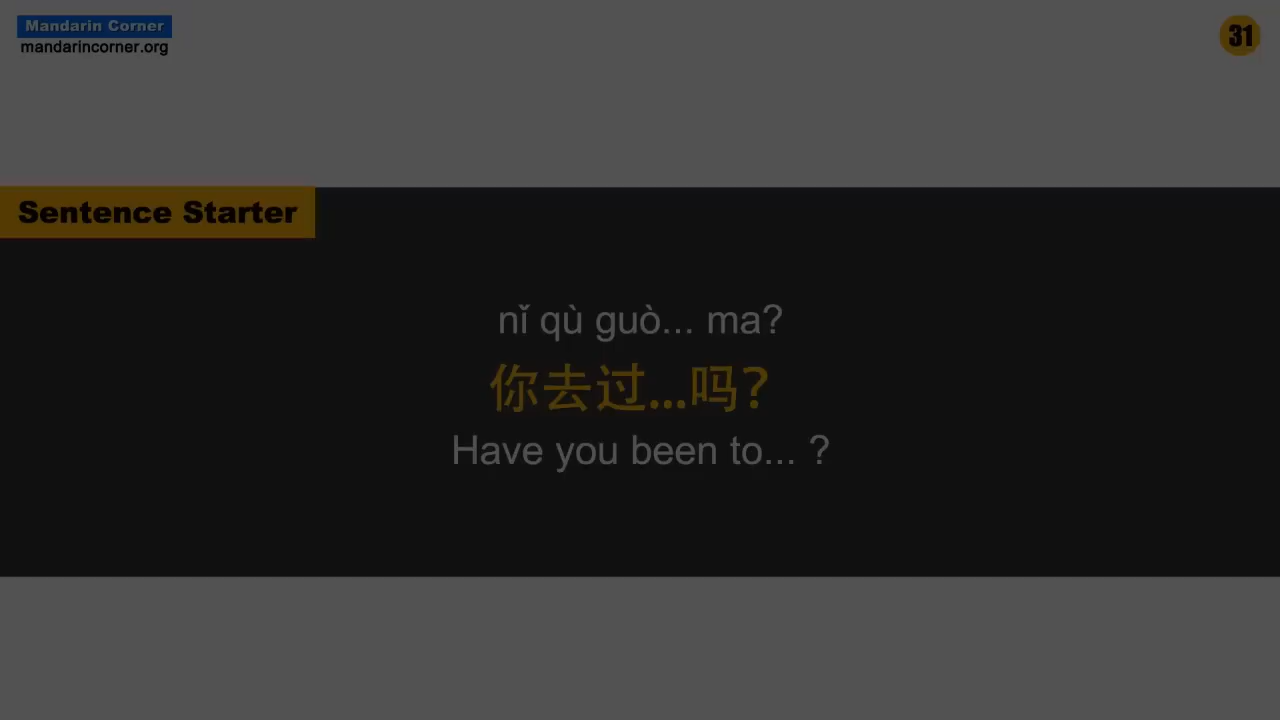 Mandarin Corner
mandarincorner.org
31
Sentence Starter
nǐ qù guò... ma?
你去过...吗?
Have you been to... ?